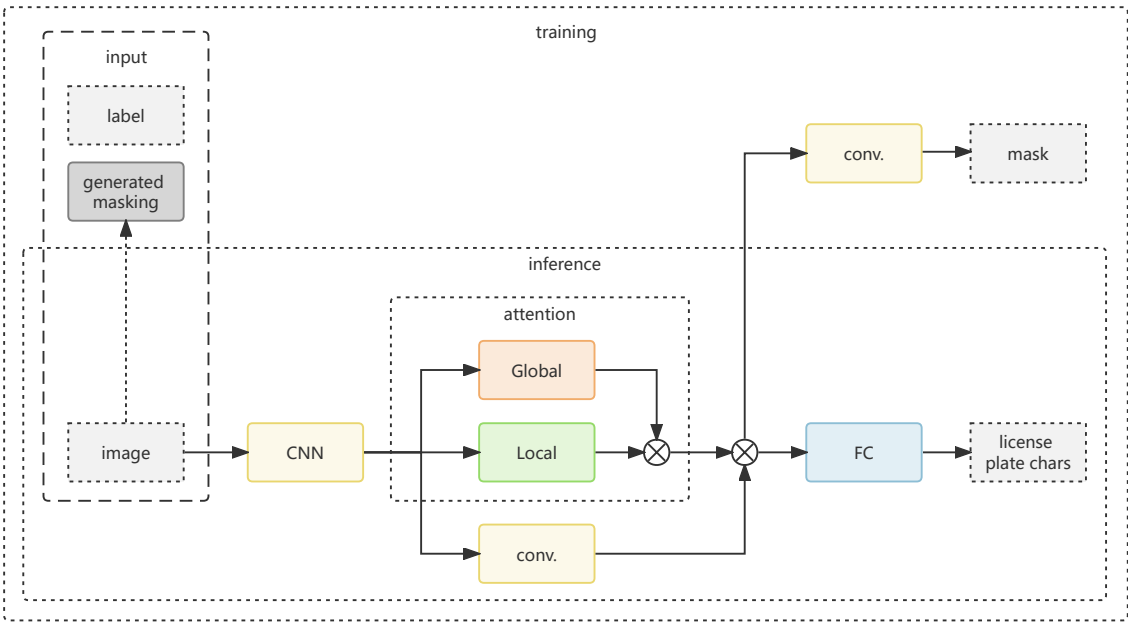 training
input
label
generated
masking
conv.
mask
inference
attention
Global
image
CNN
Local
FC
license
plate chars
conv.